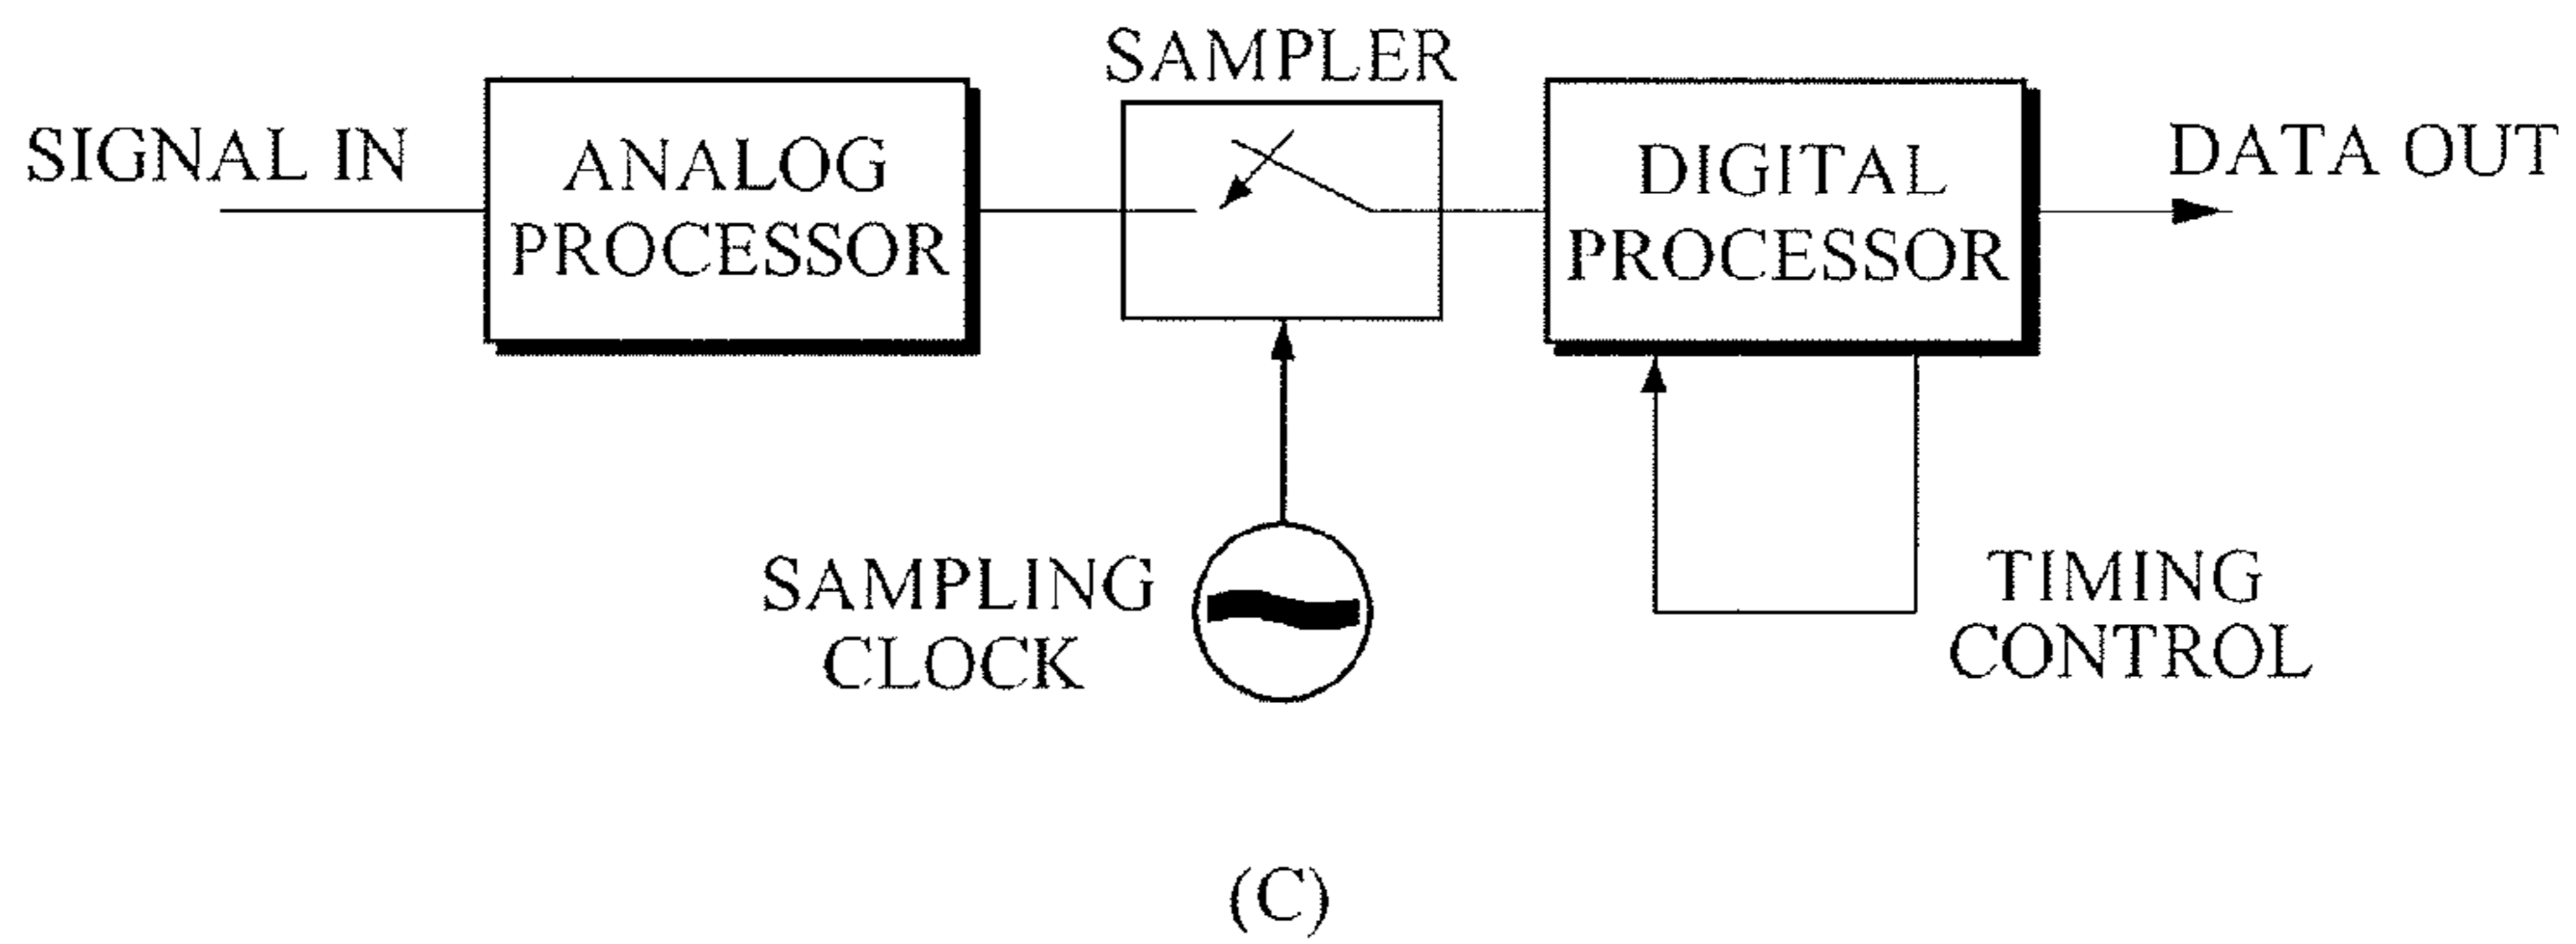 SAMPLER
SIGNAL IN
ANALOG
PROCESSOR
DIGITAL
PROCESSOR
DATA OUT
SAMPLING
CLOCK
TIMING
CONTROL
(C)